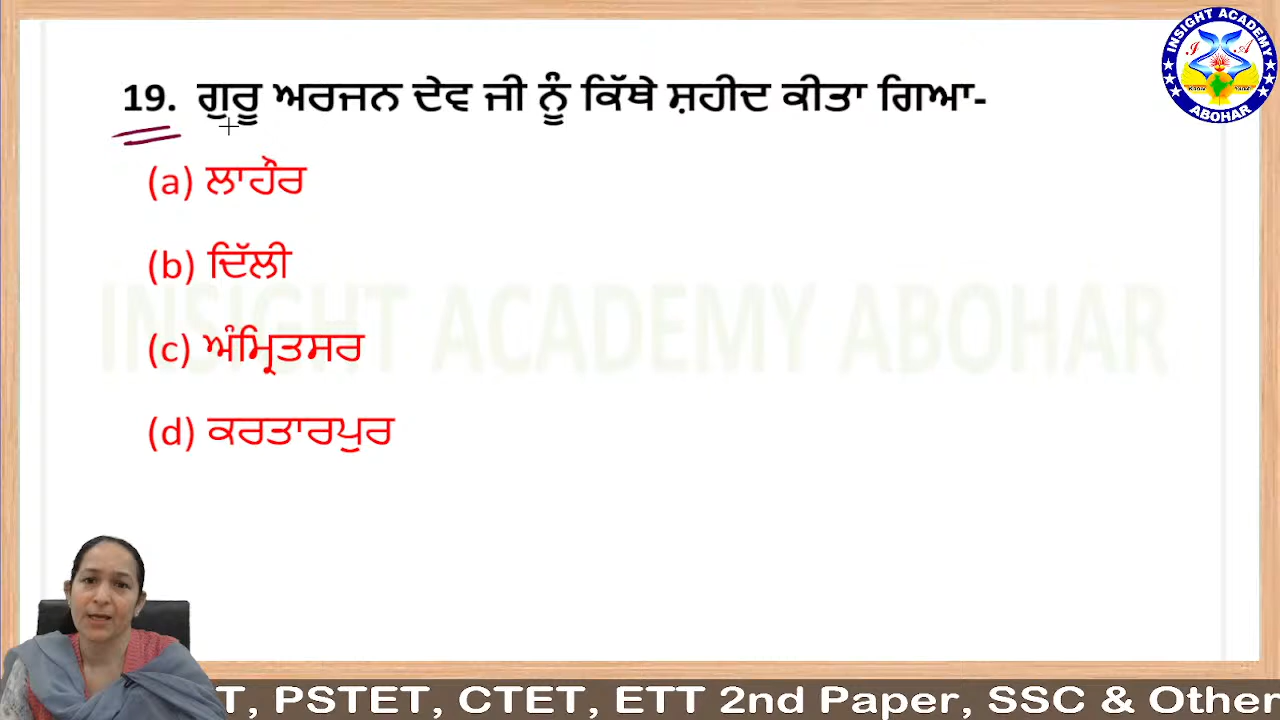 INSIGHT ACADEMY
I A
ABOHAR
19. ਗੁਰੂ ਅਰਜਨ ਦੇਵ ਜੀ ਨੂੰ ਕਿੱਥੇ ਸ਼ਹੀਦ ਕੀਤਾ ਗਿਆ-
(a) ਲਾਹੌਰ
(b) ਦਿੱਲੀ
(c) ਅੰਮ੍ਰਿਤਸਰ
(d) ਕਰਤਾਰਪੁਰ
INSIGHT ACADEMY ABOHAR
T, PSTET, CTET, ETT 2nd Paper, SSC & Other